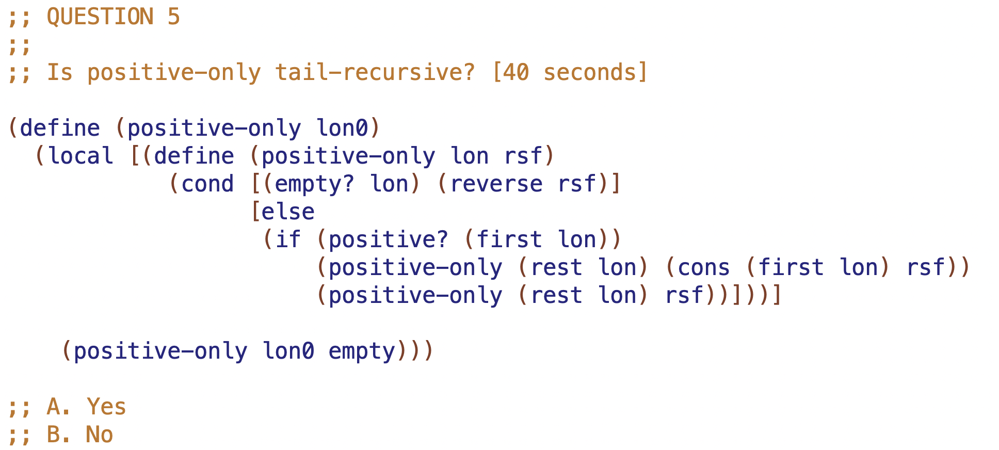 ;; QUESTION 5
;;
;; Is positive-only tail-recursive? [40 seconds]
(define (positive-only lon0)
(local [(define (positive-only lon rsf)
(cond [(empty? lon) (reverse rsf)]
[else
(if (positive? (first lon))
(positive-only (rest lon) (cons (first lon) rsf))
(positive-only (rest lon) rsf))]))]
(positive-only lon0 empty)))
;; A. Yes
;; B. No